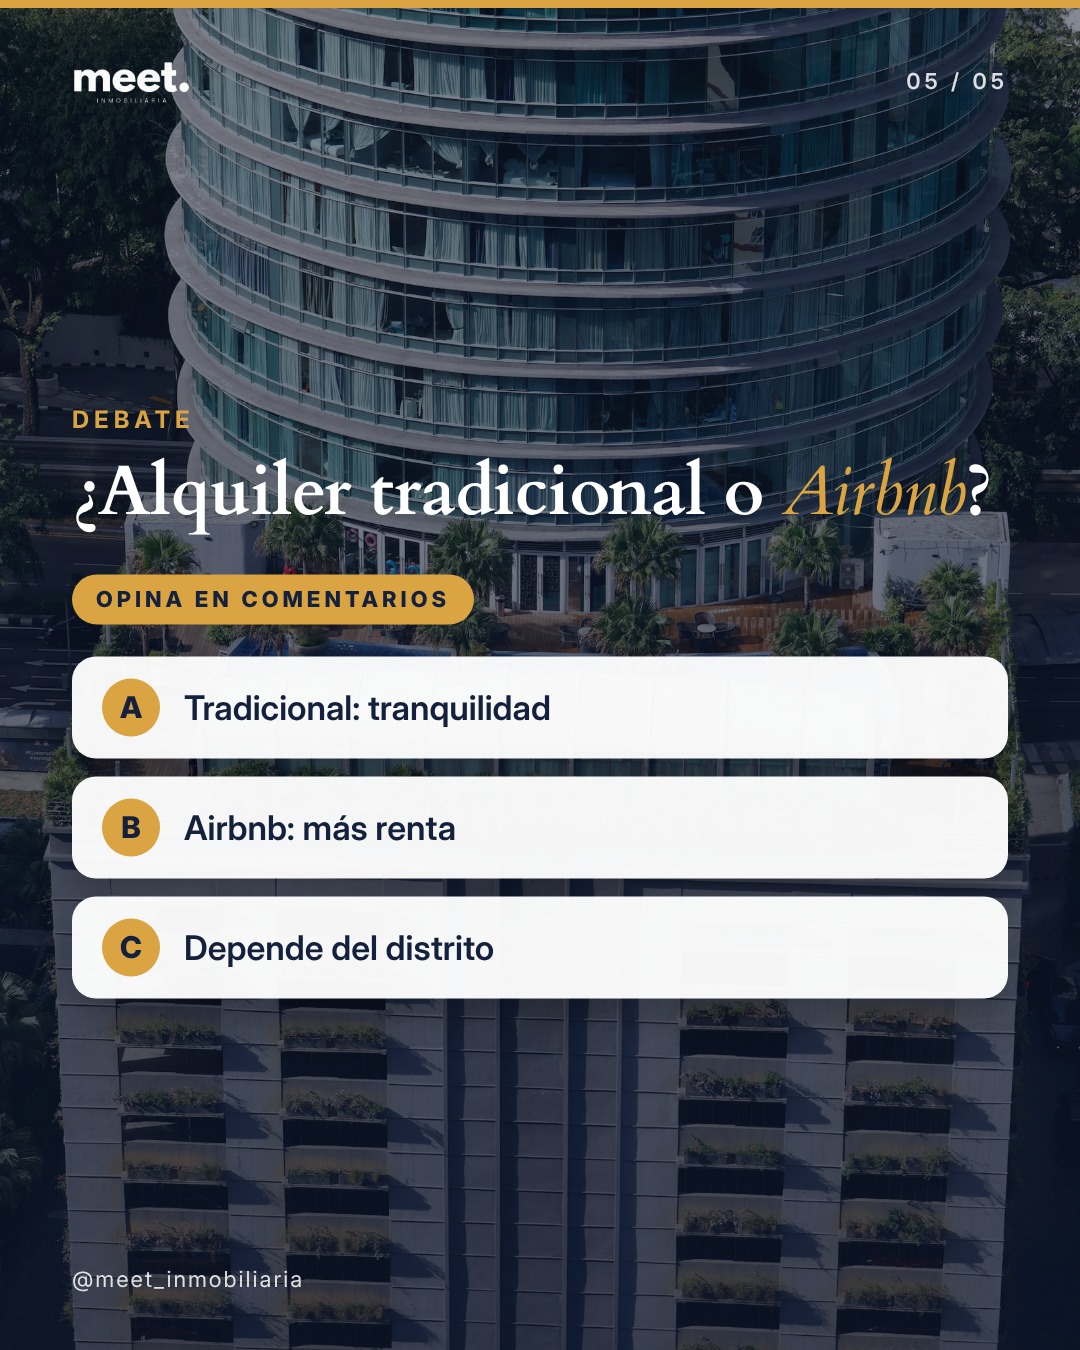 meet.
INMOBILIARIA
05 / 05
DEBATE
¿Alquiler tradicional o Airbnb?
OPINA EN COMENTARIOS
A Tradicional: tranquilidad
B Airbnb: más renta
C Depende del distrito
@meet_inmobiliaria